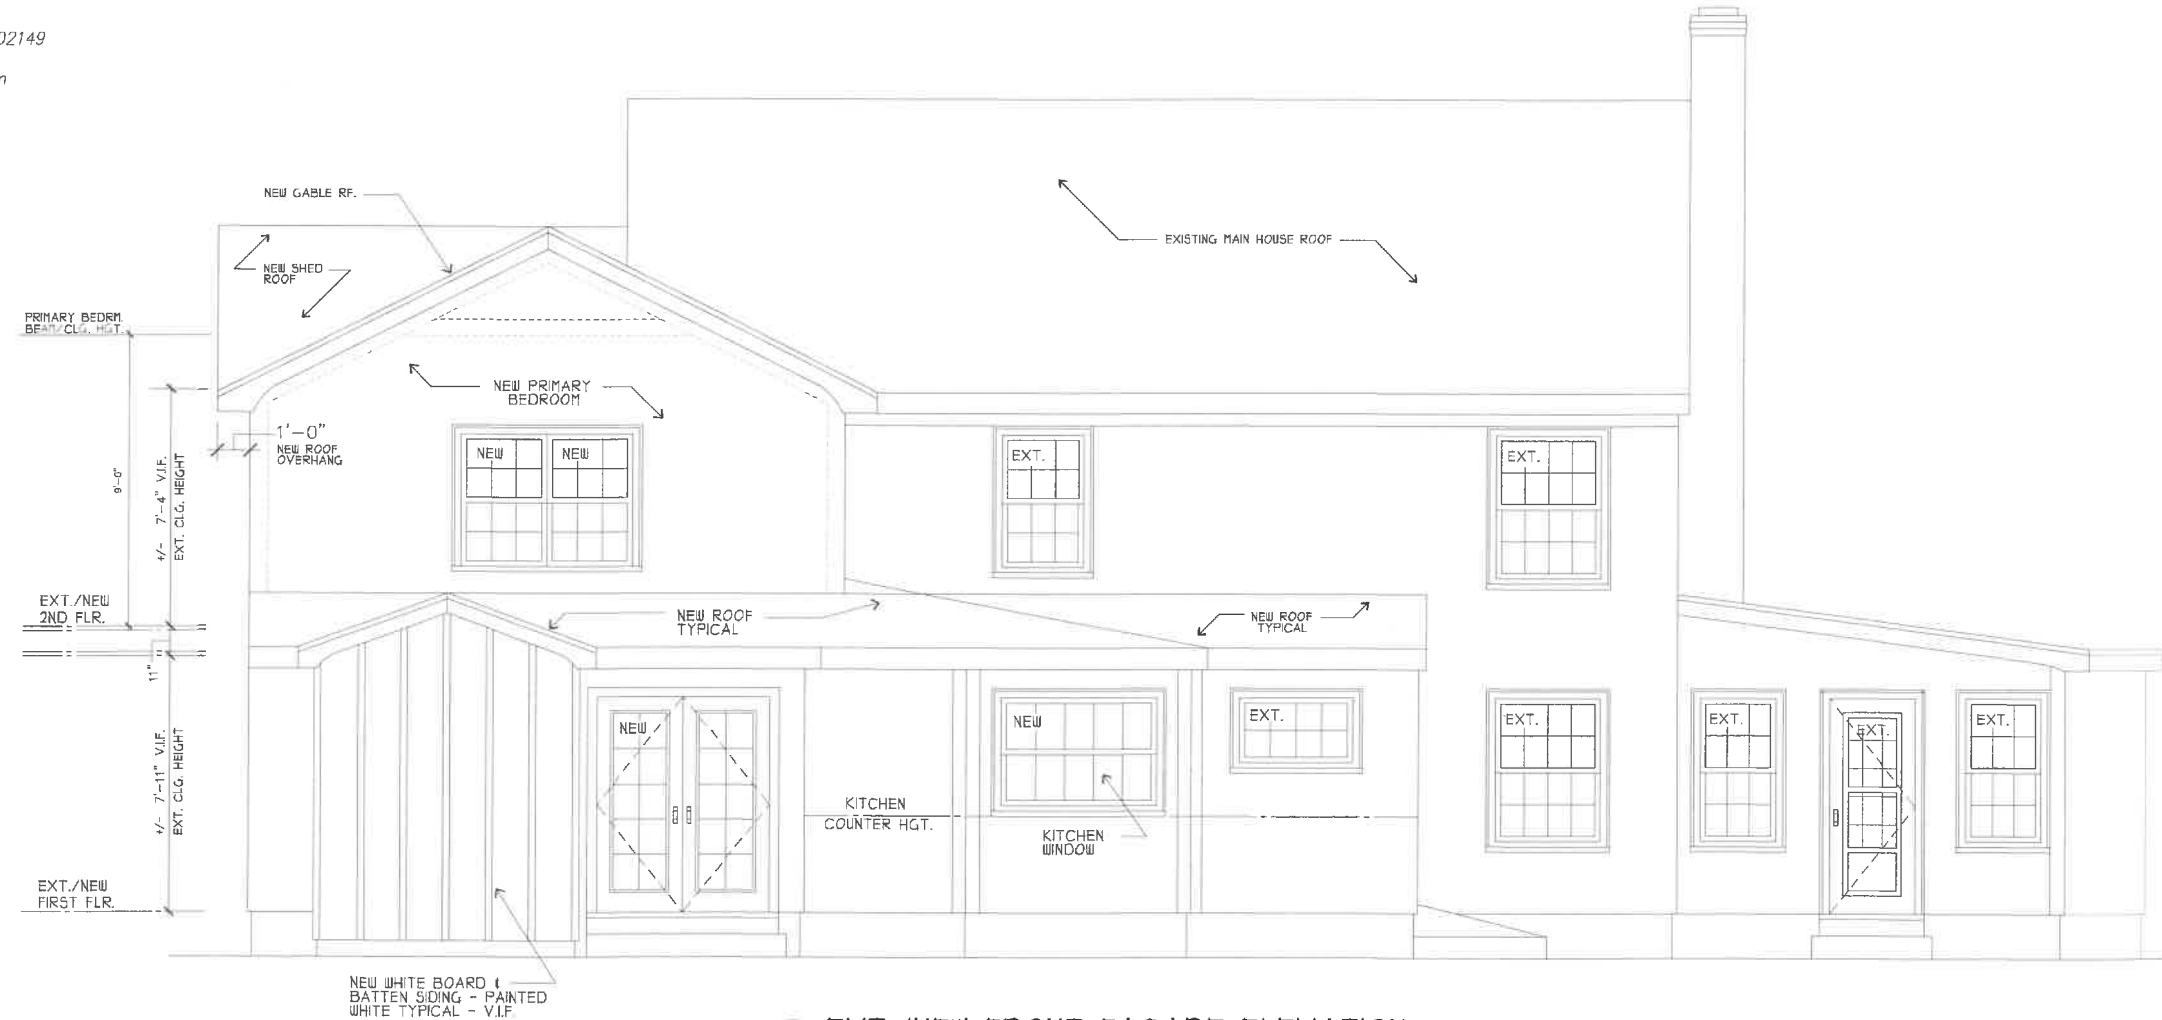 02149
NEW GABLE RF.
EXISTING MAIN HOUSE ROOF
NEW SHED
ROOF
PRIMARY BEDRM.
BEAM/CLG. HGT.
NEW PRIMARY
BEDROOM
1'-0"
NEW ROOF
OVERHANG
9'-0"
+/- 7'-4" V.I.F.
EXT. CLG. HEIGHT
NEW
NEW
EXT.
EXT.
EXT./NEW
2ND FLR.
11"
NEW ROOF
TYPICAL
NEW ROOF
TYPICAL
+/- 7'-11" V.I.F.
EXT. CLG. HEIGHT
NEW
NEW
EXT.
EXT.
EXT.
EXT.
EXT.
KITCHEN
COUNTER HGT.
KITCHEN
WINDOW
EXT./NEW
FIRST FLR.
NEW WHITE BOARD &
BATTEN SIDING - PAINTED
WHITE TYPICAL - V.I.F.